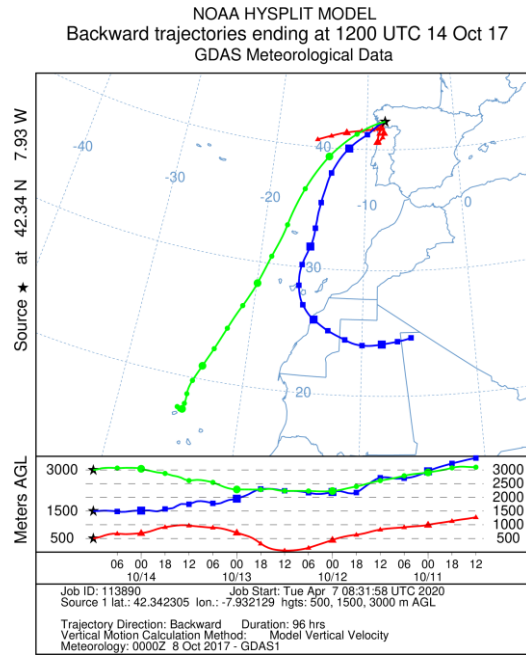 NOAA HYSPLIT MODEL
Backward trajectories ending at 1200 UTC 14 Oct 17
GDAS Meteorological Data
Source ★ at 42.34 N 7.93 W
-40
-30
-20
-10
0
40
30
20
Meters AGL
3000
1500
500
3000
2500
2000
1500
1000
500
06 00 18 12 06 00 18 12 06 00 18 12 06 00 18 12
10/14 10/13 10/12 10/11
Job ID: 113890 Job Start: Tue Apr 7 08:31:58 UTC 2020
Source 1 lat.: 42.342305 lon.: -7.932129 hgts: 500, 1500, 3000 m AGL
Trajectory Direction: Backward Duration: 96 hrs
Vertical Motion Calculation Method: Model Vertical Velocity
Meteorology: 0000Z 8 Oct 2017 - GDAS1